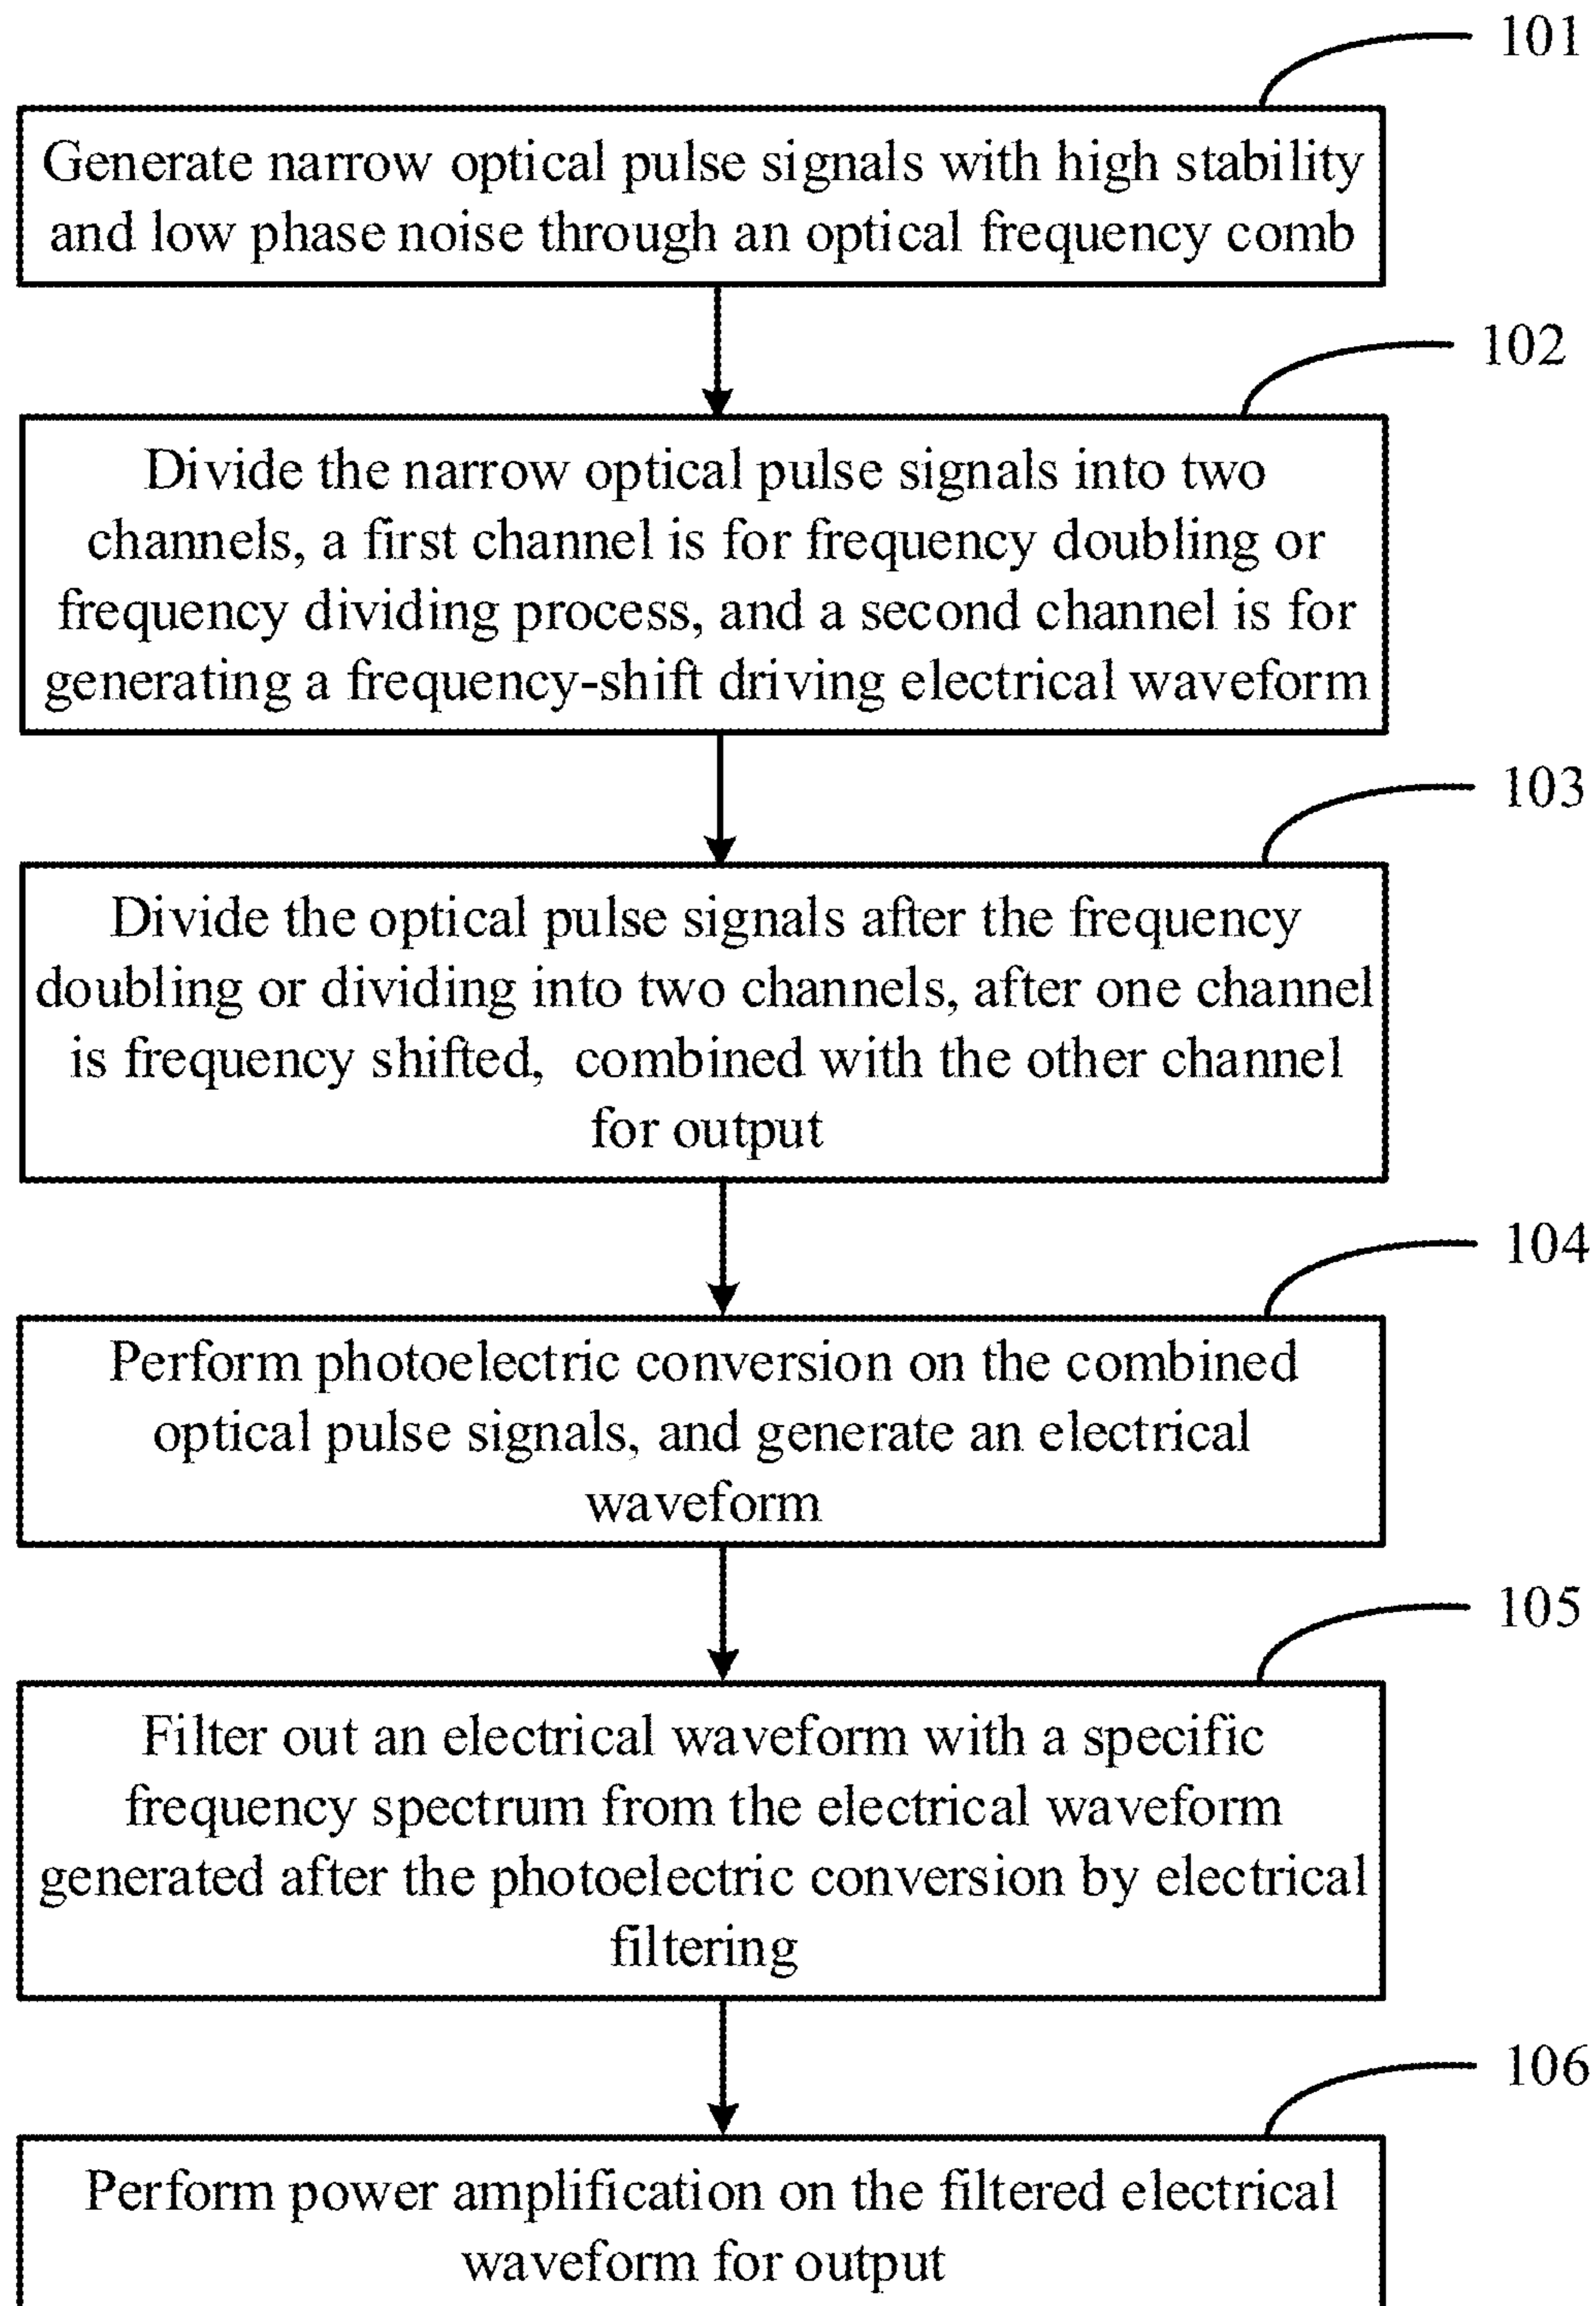 101
Generate narrow optical pulse signals with high stability
and low phase noise through an optical frequency comb
102
Divide the narrow optical pulse signals into two
channels, a first channel is for frequency doubling or
frequency dividing process, and a second channel is for
generating a frequency-shift driving electrical waveform
103
Divide the optical pulse signals after the frequency
doubling or dividing into two channels, after one channel
is frequency shifted, combined with the other channel
for output
104
Perform photoelectric conversion on the combined
optical pulse signals, and generate an electrical
waveform
105
Filter out an electrical waveform with a specific
frequency spectrum from the electrical waveform
generated after the photoelectric conversion by electrical
filtering
106
Perform power amplification on the filtered electrical
waveform for output